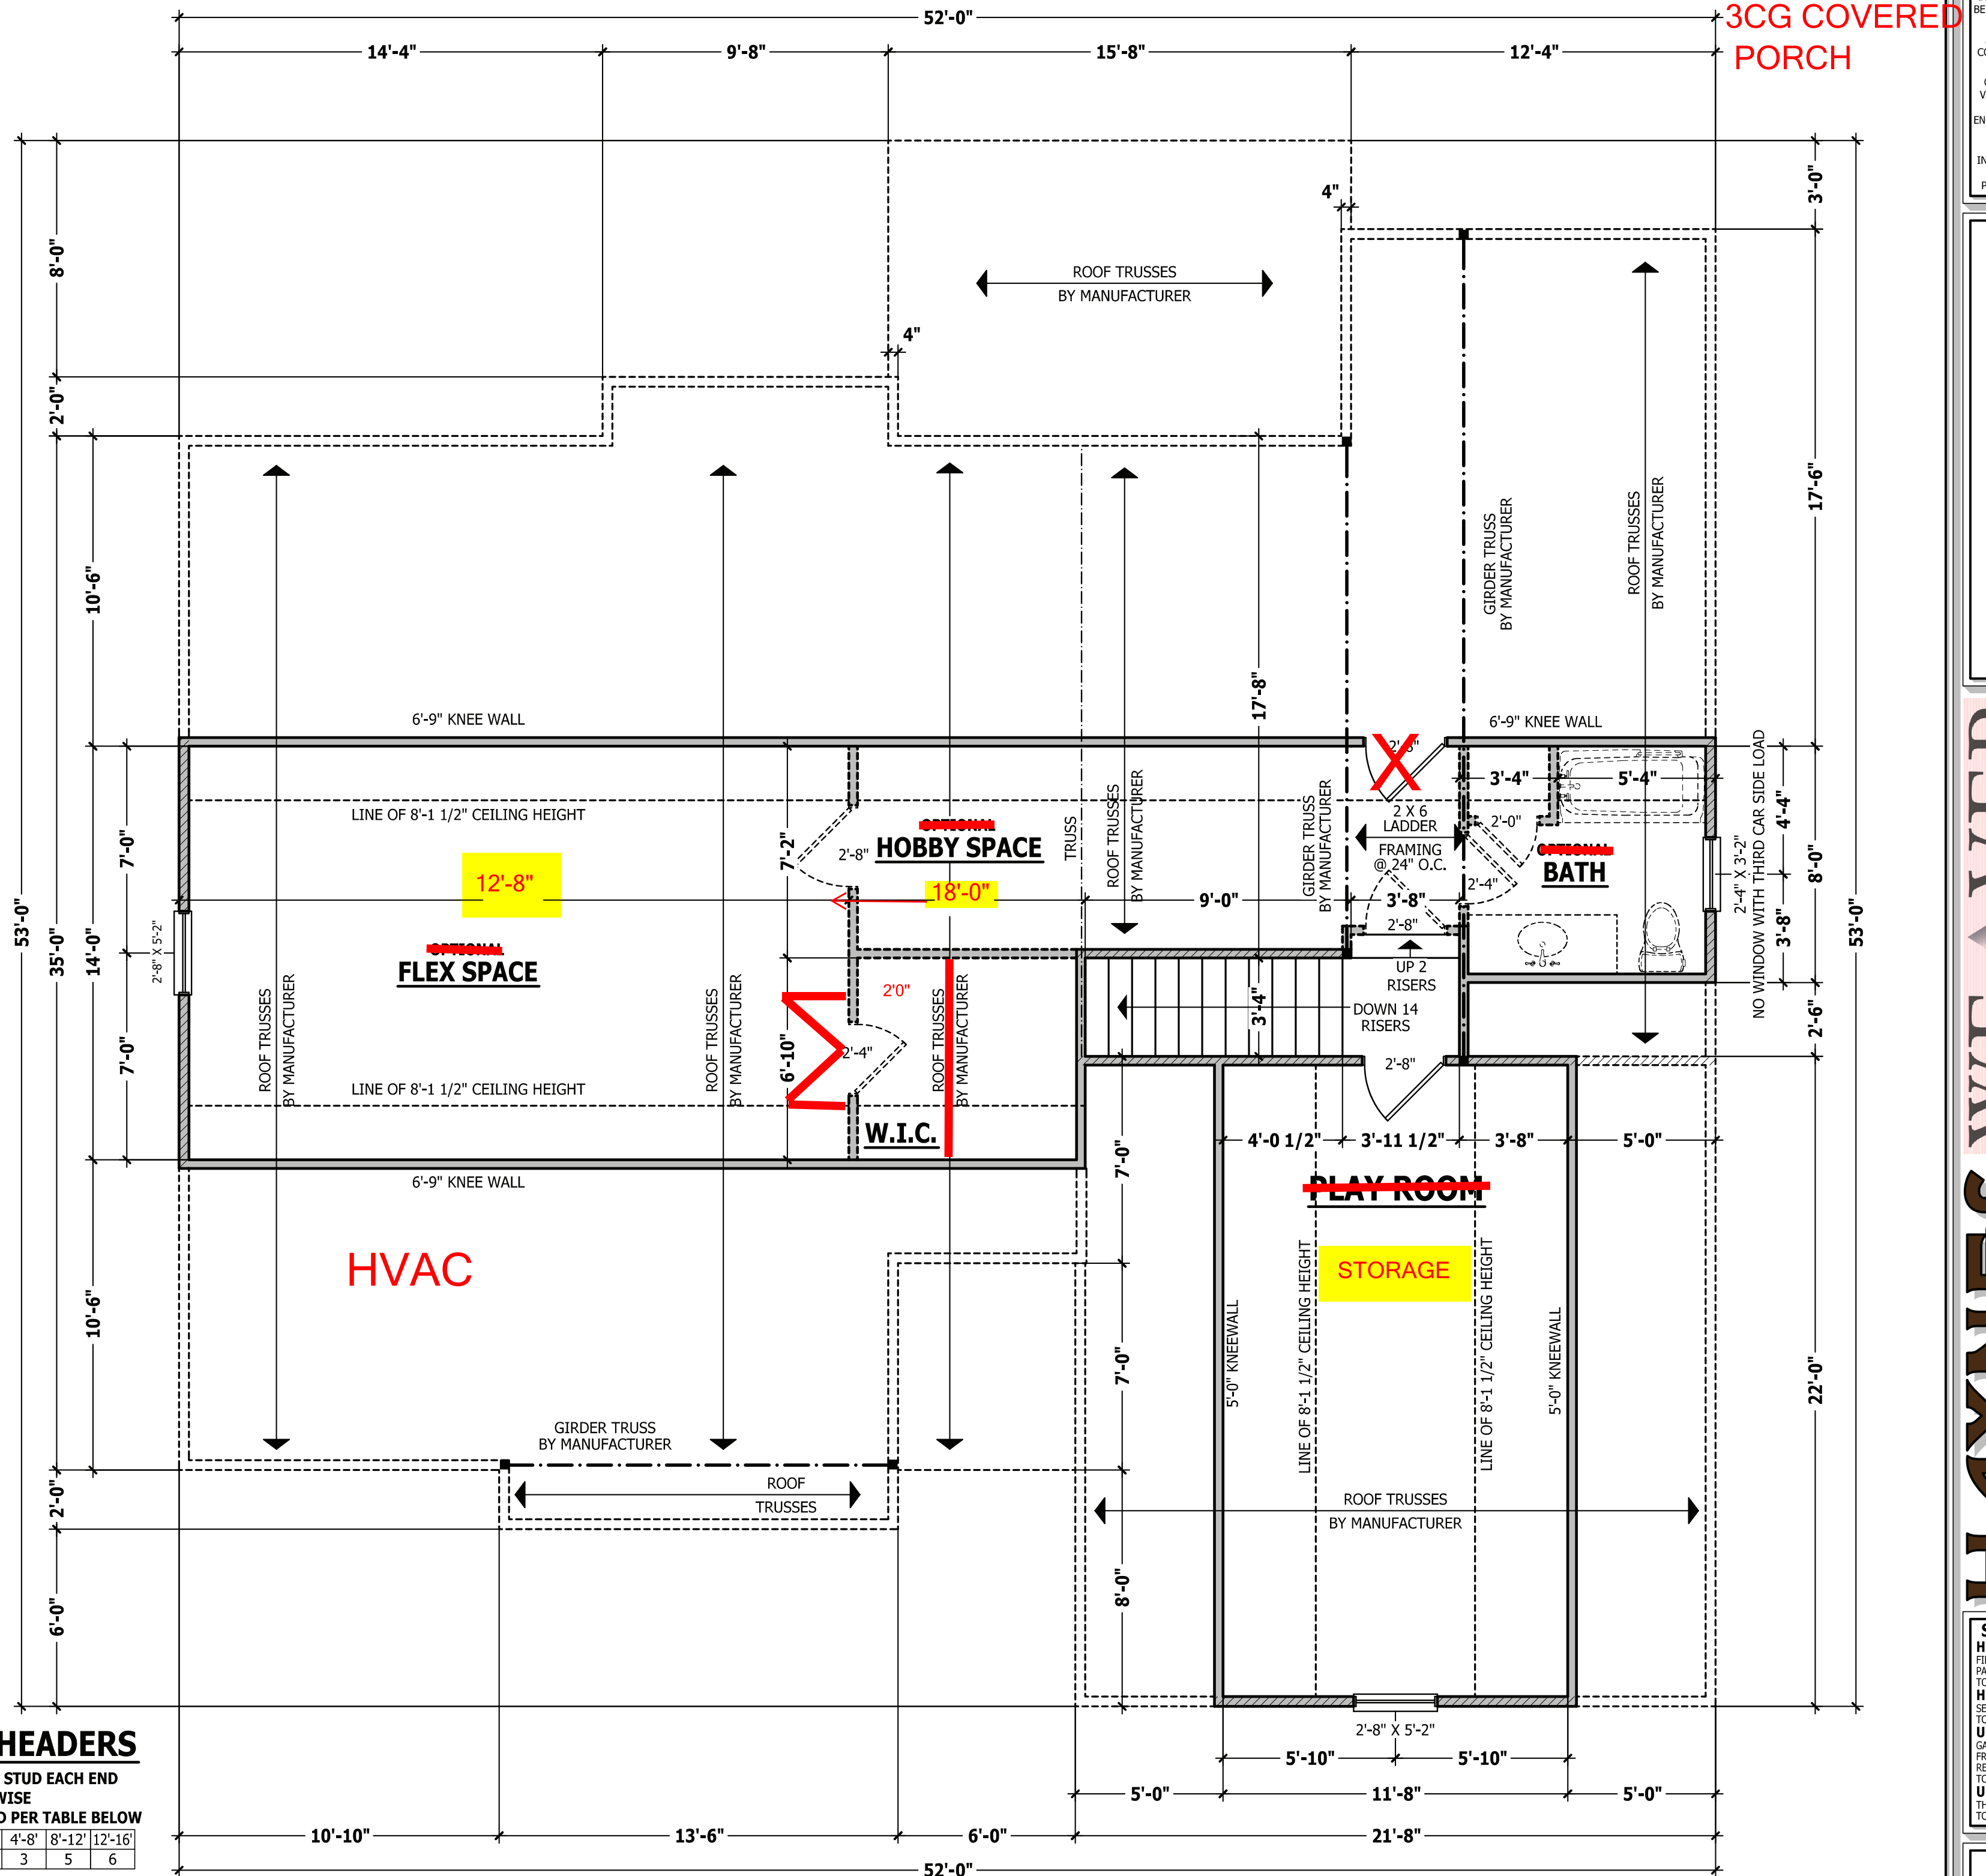 52'-0"
3CG COVERED
PORCH
14'-4"
9'-8"
15'-8"
12'-4"
3'-0"
4"
8'-0"
ROOF TRUSSES
BY MANUFACTURER
4"
2'-0"
17'-6"
ROOF TRUSSES
BY MANUFACTURER
GIRDER TRUSS
BY MANUFACTURER
10'-6"
17'-8"
6'-9" KNEE WALL
6'-9" KNEE WALL
3'-4"
5'-4"
LINE OF 8'-1 1/2" CEILING HEIGHT
2 X 6
LADDER
FRAMING
@ 24" O.C.
2'-0"
4'-4"
7'-0"
7'-2"
2'-8"
HOBBY SPACE
TRUSS
ROOF TRUSSES
BY MANUFACTURER
GIRDER TRUSS
BY MANUFACTURER
BATH
2'-4" X 3'-2"
NO WINDOW WITH THIRD CAR SIDE LOAD
8'-0"
12'-8"
18'-0"
2'-4"
9'-0"
3'-8"
2'-8"
3'-8"
53'-0"
35'-0"
14'-0"
53'-0"
2'-8" X 5'-2"
OPTIONAL
FLEX SPACE
UP 2
RISERS
2'0"
3'-4"
DOWN 14
RISERS
2'-6"
ROOF TRUSSES
BY MANUFACTURER
ROOF TRUSSES
BY MANUFACTURER
ROOF TRUSSES
BY MANUFACTURER
7'-0"
6'-10"
2'-4"
2'-8"
LINE OF 8'-1 1/2" CEILING HEIGHT
W.I.C.
4'-0 1/2"
3'-11 1/2"
3'-8"
5'-0"
7'-0"
6'-9" KNEE WALL
PLAY ROOM
HVAC
STORAGE
10'-6"
5'-0" KNEEWALL
LINE OF 8'-1 1/2" CEILING HEIGHT
LINE OF 8'-1 1/2" CEILING HEIGHT
5'-0" KNEEWALL
7'-0"
22'-0"
GIRDER TRUSS
BY MANUFACTURER
2'-0"
ROOF
TRUSSES
ROOF TRUSSES
BY MANUFACTURER
6'-0"
8'-0"
2'-8" X 5'-2"
HEADERS
STUD EACH END
PER TABLE BELOW
4'-8' 8'-12' 12'-16'
3 5 6
5'-10"
5'-10"
5'-0"
11'-8"
5'-0"
10'-10"
13'-6"
6'-0"
21'-8"
52'-0"